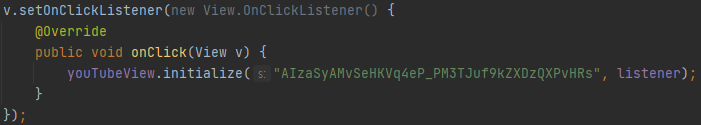 v.setOnClickListener(new View.OnClickListener() {
@Override
public void onClick(View v) {
youTubeView.initialize( s: "AIzaSyAMvSeHKVq4eP_PM3TJuf9kZXDzQXPvHRs", listener);
}
});